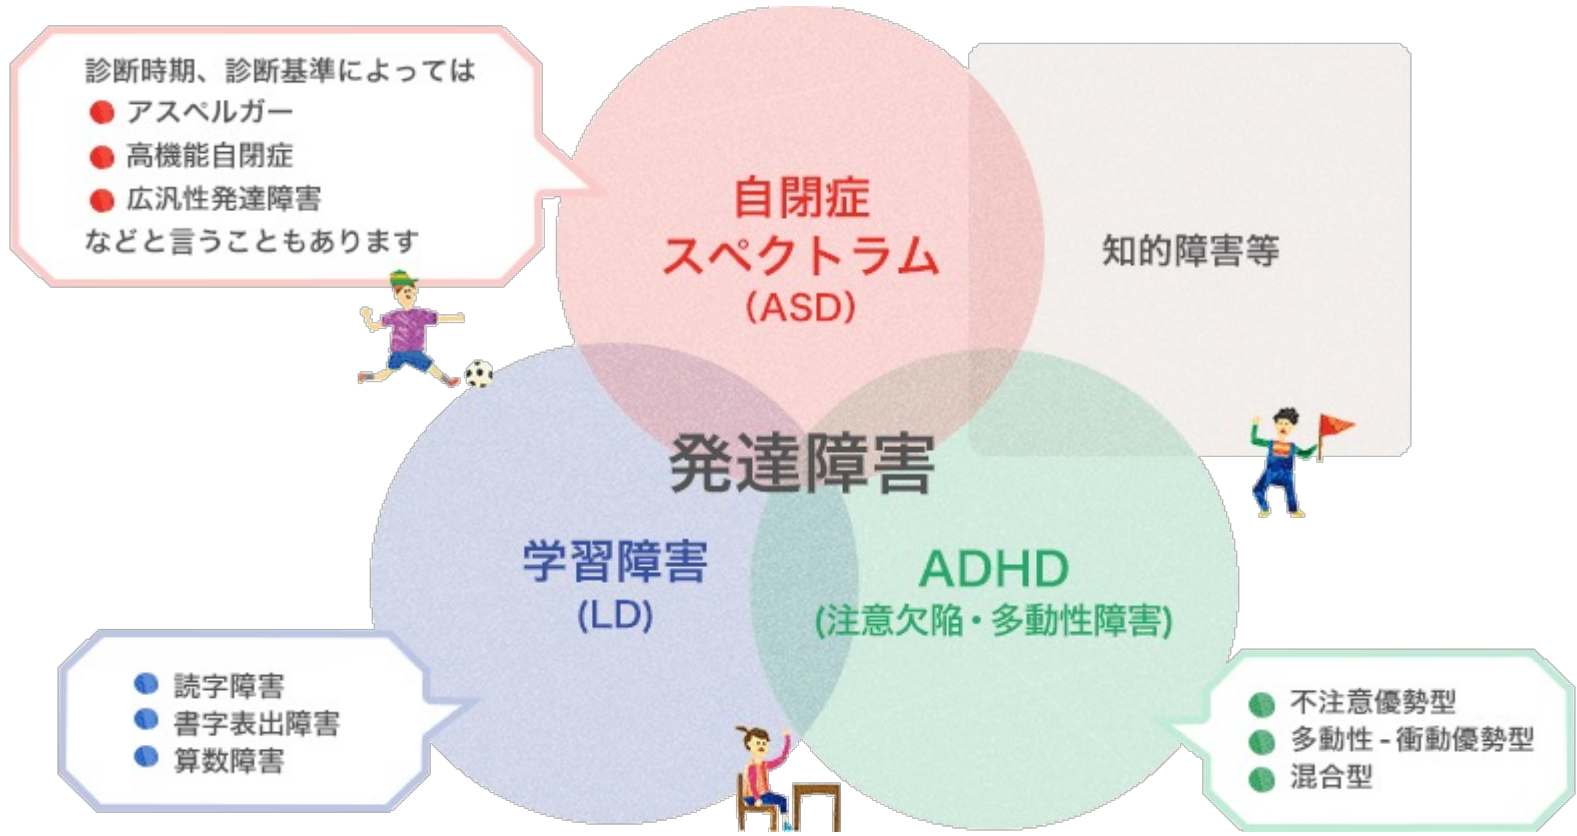 診断時期、診断基準によっては
アスペルガー
高機能自閉症
広汎性発達障害
などと言うこともあります
自閉症
スペクトラム
(ASD)
知的障害等
発達障害
学習障害
(LD)
ADHD
(注意欠陥・多動性障害)
読字障害
書字表出障害
算数障害
不注意優勢型
多動性-衝動優勢型
混合型